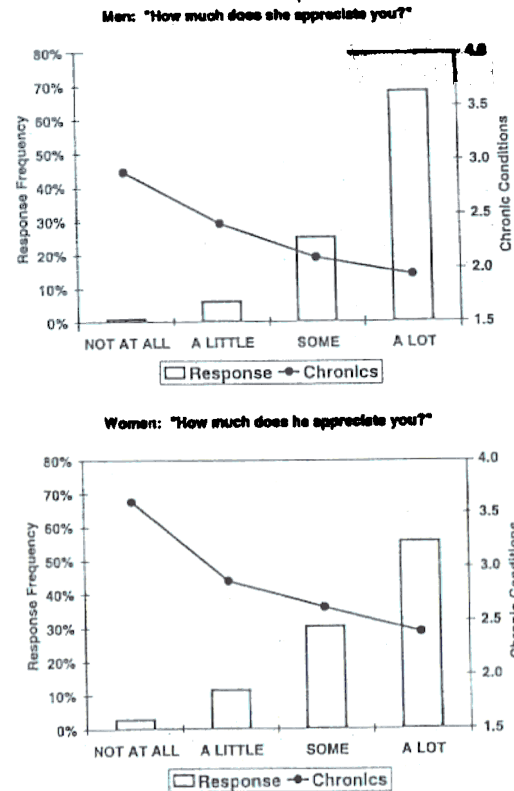 Men: "How much does she appreciate you?"
80%
70%
60%
50%
40%
30%
20%
10%
0%
Response Frequency
3.5
3.0
2.5
2.0
1.5
Chronic Conditions
NOT AT ALL A LITTLE SOME A LOT
Response Chronics
Women: "How much does he appreciate you?"
80%
70%
60%
50%
40%
30%
20%
10%
0%
Response Frequency
4.0
3.5
3.0
2.5
2.0
1.5
Chronic Conditions
NOT AT ALL A LITTLE SOME A LOT
Response Chronics